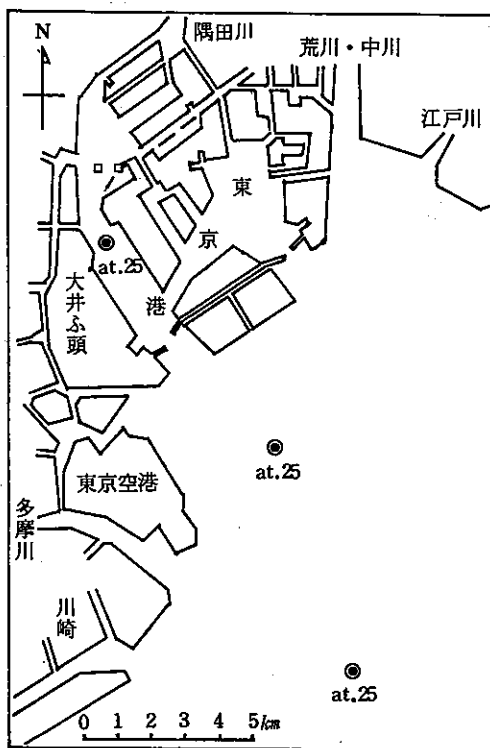 N
隅田川
荒川・中川
江戸川
東
京
港
at.25
大井ふ頭
at.25
東京空港
多摩川
川崎
at.25
0 1 2 3 4 5km